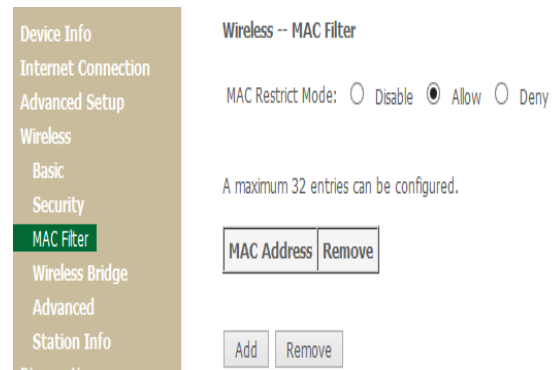 Device Info
Internet Connection
Advanced Setup
Wireless
Basic
Security
MAC Filter
Wireless Bridge
Advanced
Station Info
Wireless -- MAC Filter
MAC Restrict Mode: Disable Allow Deny
A maximum 32 entries can be configured.
MAC Address Remove
Add Remove